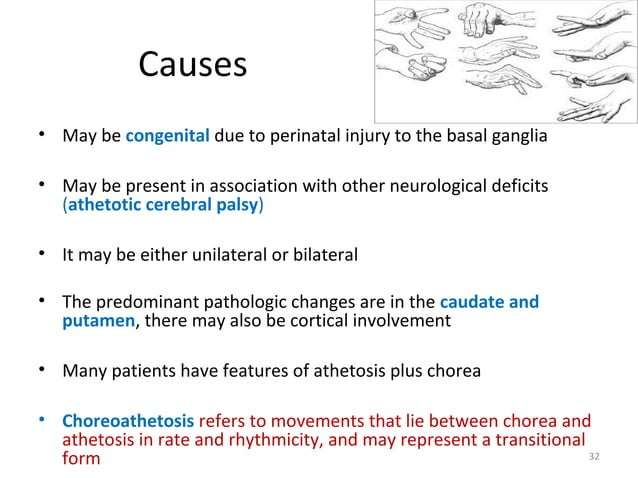 Causes
• May be congenital due to perinatal injury to the basal ganglia
• May be present in association with other neurological deficits
(athetotic cerebral palsy)
• It may be either unilateral or bilateral
• The predominant pathologic changes are in the caudate and
putamen, there may also be cortical involvement
• Many patients have features of athetosis plus chorea
• Choreoathetosis refers to movements that lie between chorea and
athetosis in rate and rhythmicity, and may represent a transitional
form
32